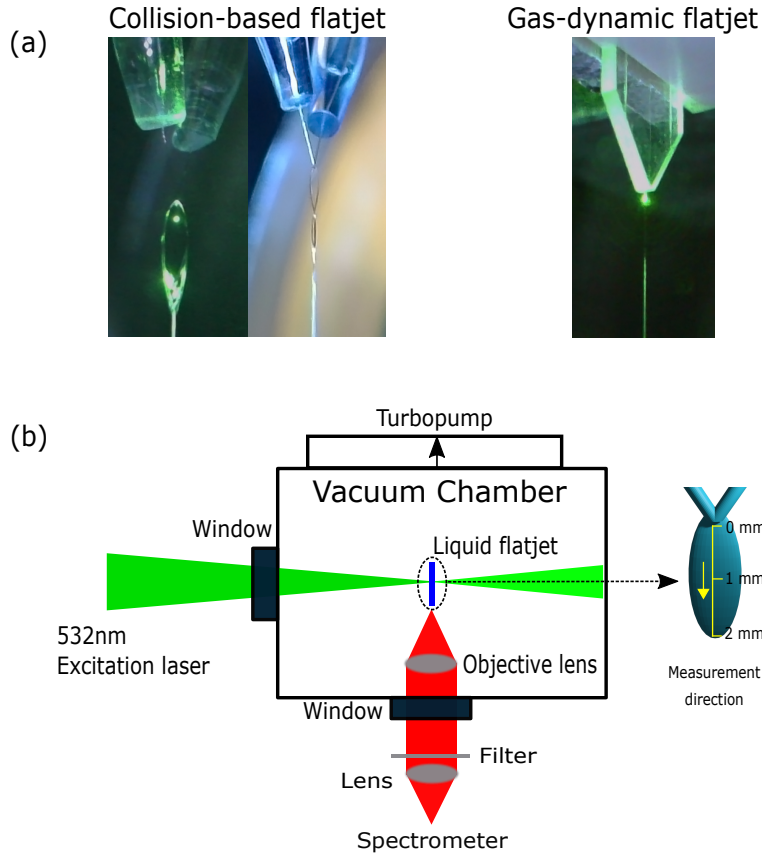 (a)
Collision-based flatjet
Gas-dynamic flatjet
(b)
Turbopump
Vacuum Chamber
Window
Liquid flatjet
0 mm
1 mm
2 mm
532nm
Excitation laser
Objective lens
Measurement
direction
Window
Filter
Lens
Spectrometer